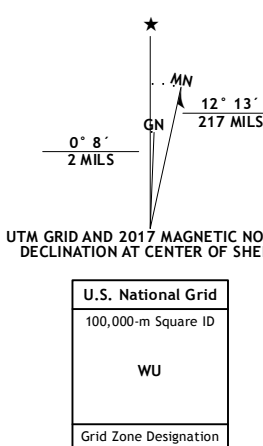 MN
12° 13´
217 MILS
GN
0° 8´
2 MILS
UTM GRID AND 2017 MAGNETIC NO
DECLINATION AT CENTER OF SHE
U.S. National Grid
100,000-m Square ID
WU
Grid Zone Designation